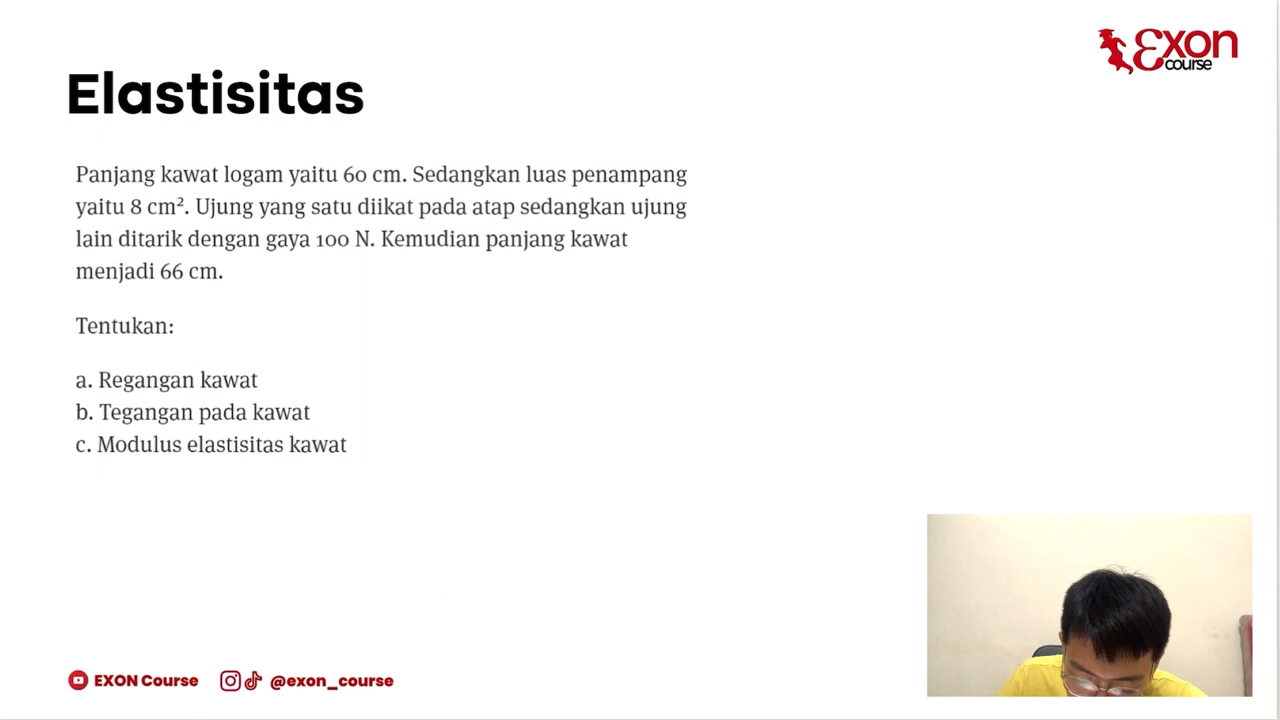 Exon
course
Elastisitas
Panjang kawat logam yaitu 60 cm. Sedangkan luas penampang
yaitu 8 cm². Ujung yang satu diikat pada atap sedangkan ujung
lain ditarik dengan gaya 100 N. Kemudian panjang kawat
menjadi 66 cm.
Tentukan:
a. Regangan kawat
b. Tegangan pada kawat
c. Modulus elastisitas kawat
EXON Course @exon_course